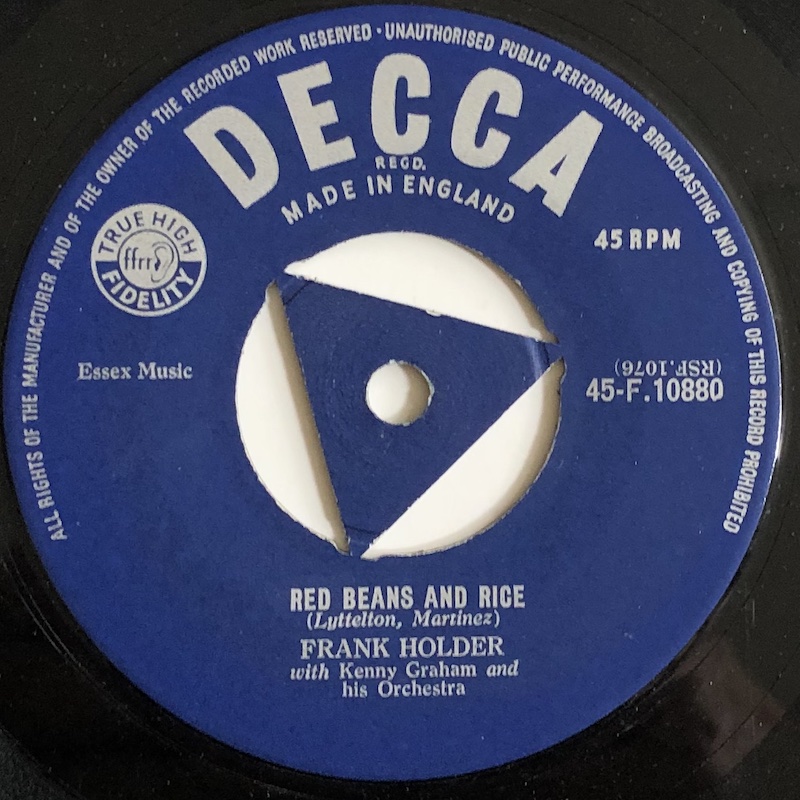 ALL RIGHTS OF THE MANUFACTURER AND OF THE OWNER OF THE RECORDED WORK RESERVED · UNAUTHORISED PUBLIC PERFORMANCE BROADCASTING AND COPYING OF THIS RECORD PROHIBITED
DECCA
REGD.
MADE IN ENGLAND
45 RPM
TRUE HIGH
ffrr
FIDELITY
Essex Music
(RSF.1076)
45-F.10880
RED BEANS AND RICE
(Lyttelton, Martinez)
FRANK HOLDER
with Kenny Graham and
his Orchestra